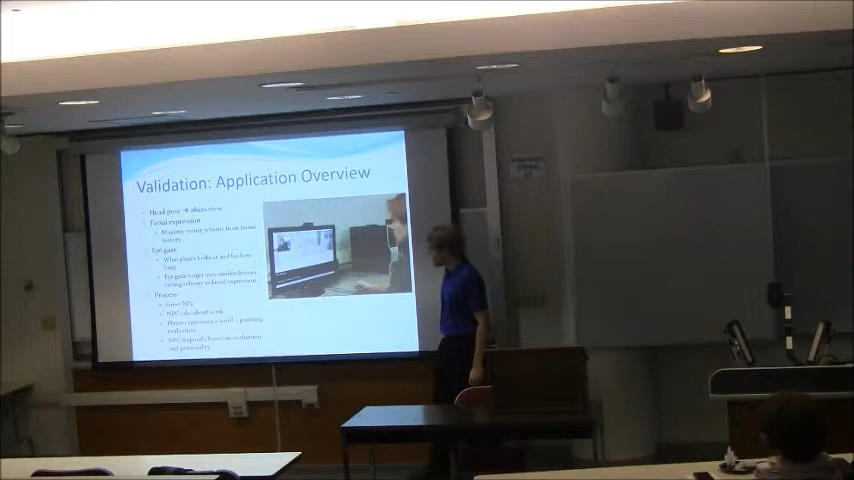 Validation: Application Overview
Head pose → alters view
Facial expression
Majority voting scheme from frame
history
Eye gaze
What player looks at and for how
long
Eye gaze target uses similar history
voting scheme as facial expression
Process
Greet NPC
NPC asks about work
Player expression + word + painting
evaluation
NPC responds based on evaluation
and personality